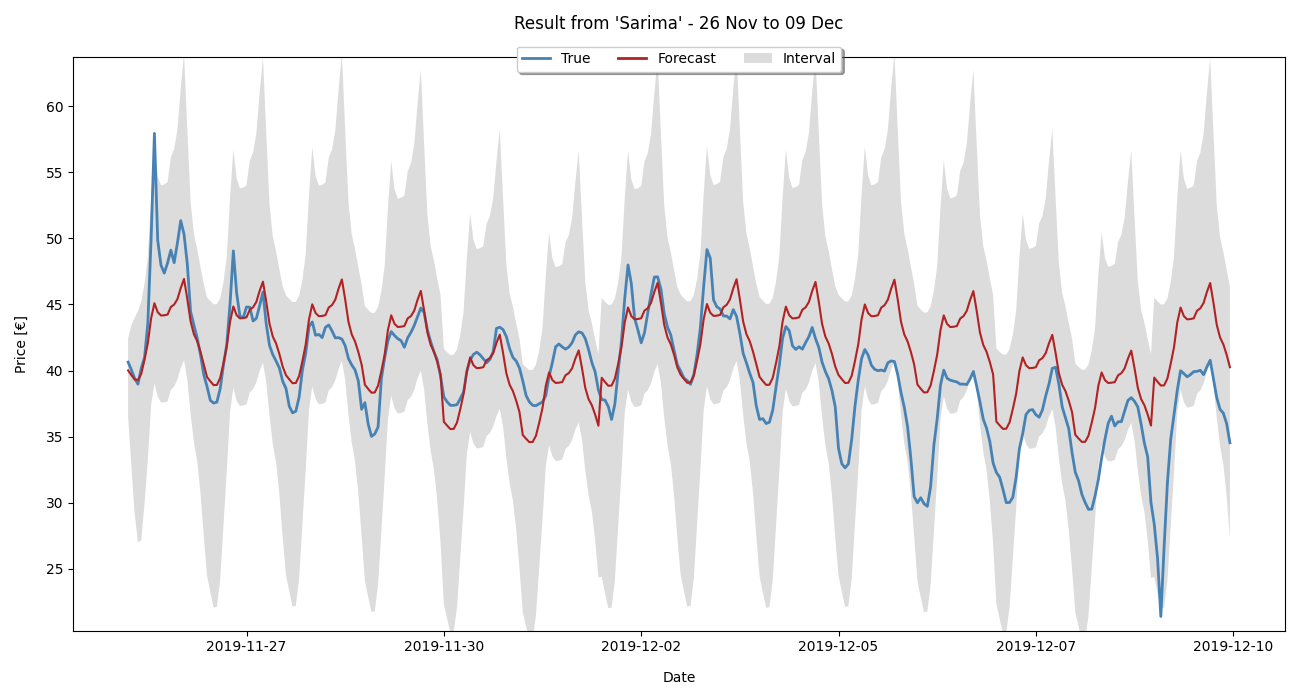 Result from 'Sarima' - 26 Nov to 09 Dec
True Forecast Interval
Price [€]
60
55
50
45
40
35
30
25
2019-11-27 2019-11-30 2019-12-02 2019-12-05 2019-12-07 2019-12-10
Date